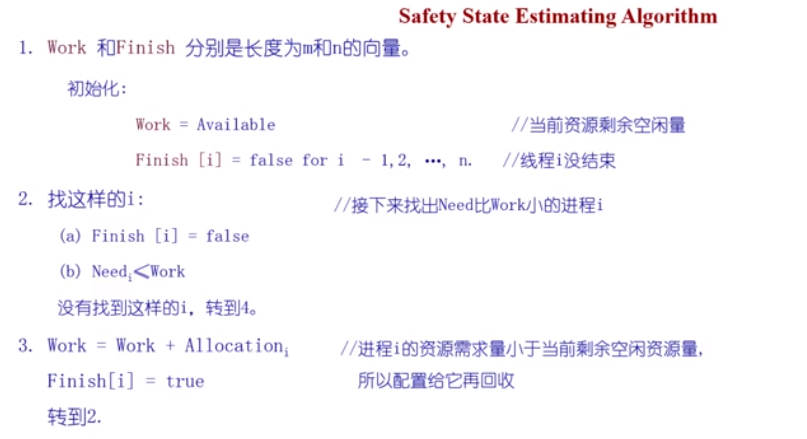 Safety State Estimating Algorithm
1. Work 和Finish 分别是长度为m和n的向量。
初始化:
Work = Available //当前资源剩余空闲量
Finish [i] = false for i - 1,2, …, n. //线程i没结束
2. 找这样的i: //接下来找出Need比Work小的进程i
(a) Finish [i] = false
(b) Needi≤Work
没有找到这样的i, 转到4。
3. Work = Work + Allocationi //进程i的资源需求量小于当前剩余空闲资源量,
Finish[i] = true 所以配置给它再回收
转到2.